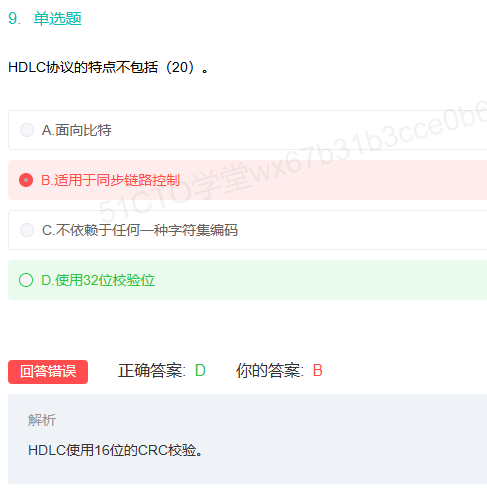 9. 单选题
HDLC协议的特点不包括（20）。
A.面向比特
B.适用于同步链路控制
C.不依赖于任何一种字符集编码
D.使用32位校验位
51CTO学堂wx67b31b3cce0b6
回答错误 正确答案: D 你的答案: B
解析
HDLC使用16位的CRC校验。